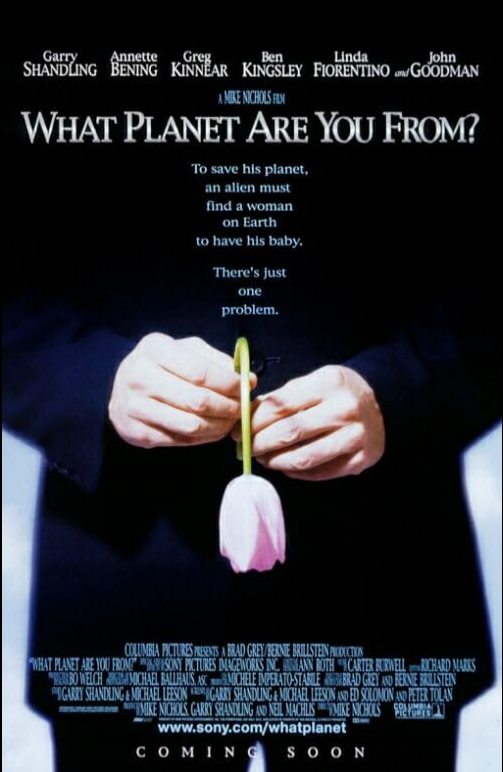 Garry SHANDLING Annette BENING Greg KINNEAR Ben KINGSLEY Linda FIORENTINO and John GOODMAN
A MIKE NICHOLS FILM
WHAT PLANET ARE YOU FROM?
To save his planet,
an alien must
find a woman
on Earth
to have his baby.
There's just
one
problem.
COLUMBIA PICTURES PRESENTS A BRAD GREY/BERNIE BRILLSTEIN PRODUCTION
"WHAT PLANET ARE YOU FROM?" SONY PICTURES IMAGEWORKS INC. ANN ROTH CARTER BURWELL RICHARD MARKS
BO WELCH MICHAEL BALLHAUS, ASC MICHELE IMPERATO-STABILE BRAD GREY AND BERNIE BRILLSTEIN
GARRY SHANDLING & MICHAEL LEESON GARRY SHANDLING & MICHAEL LEESON AND ED SOLOMON AND PETER TOLAN
MIKE NICHOLS, GARRY SHANDLING AND NEIL MACHLIS MIKE NICHOLS COLUMBIA PICTURES
www.sony.com/whatplanet
COMING SOON